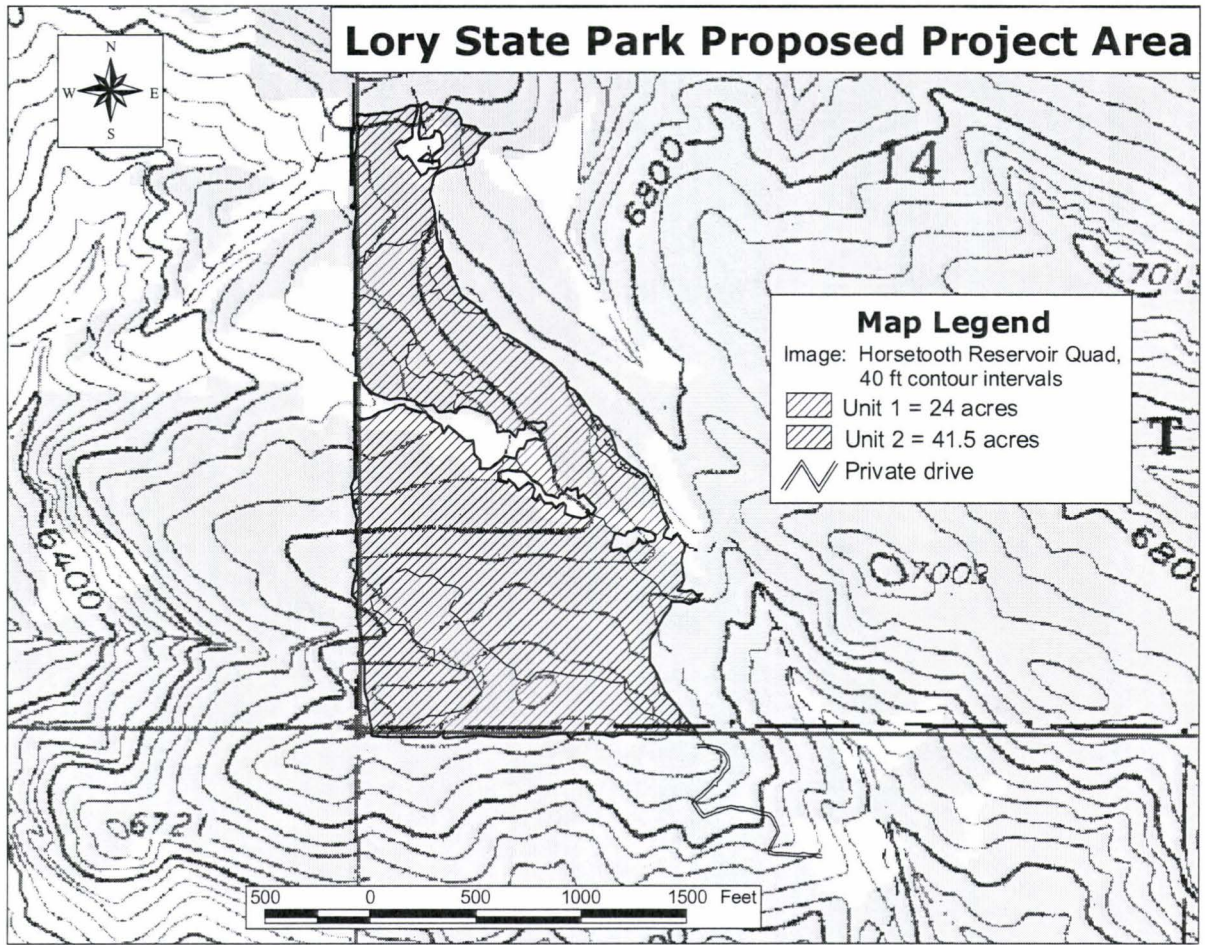 Lory State Park Proposed Project Area
N
W E
S
6800
14
7015
Map Legend
Image: Horsetooth Reservoir Quad,
40 ft contour intervals
Unit 1 = 24 acres
Unit 2 = 41.5 acres
Private drive
T
6400
6800
7003
6721
500 0 500 1000 1500 Feet